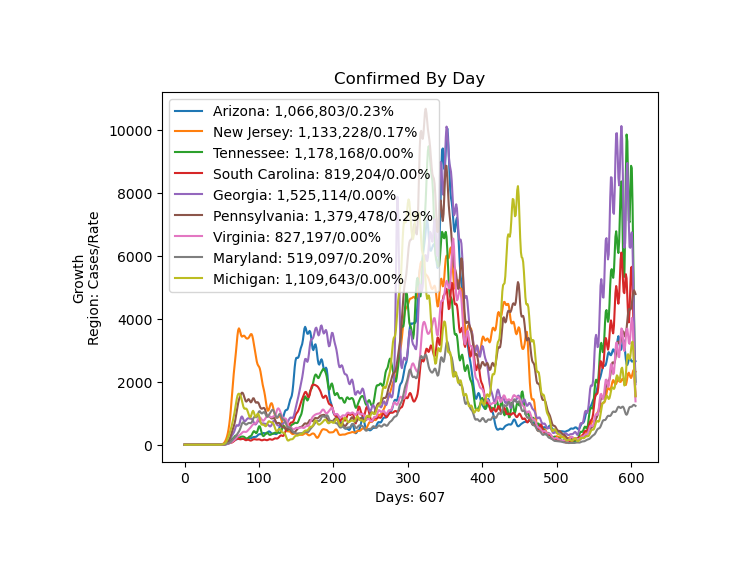 Confirmed By Day
Arizona: 1,066,803/0.23%
New Jersey: 1,133,228/0.17%
Tennessee: 1,178,168/0.00%
South Carolina: 819,204/0.00%
Georgia: 1,525,114/0.00%
Pennsylvania: 1,379,478/0.29%
Virginia: 827,197/0.00%
Maryland: 519,097/0.20%
Michigan: 1,109,643/0.00%
Growth
Region: Cases/Rate
10000
8000
6000
4000
2000
0
0 100 200 300 400 500 600
Days: 607